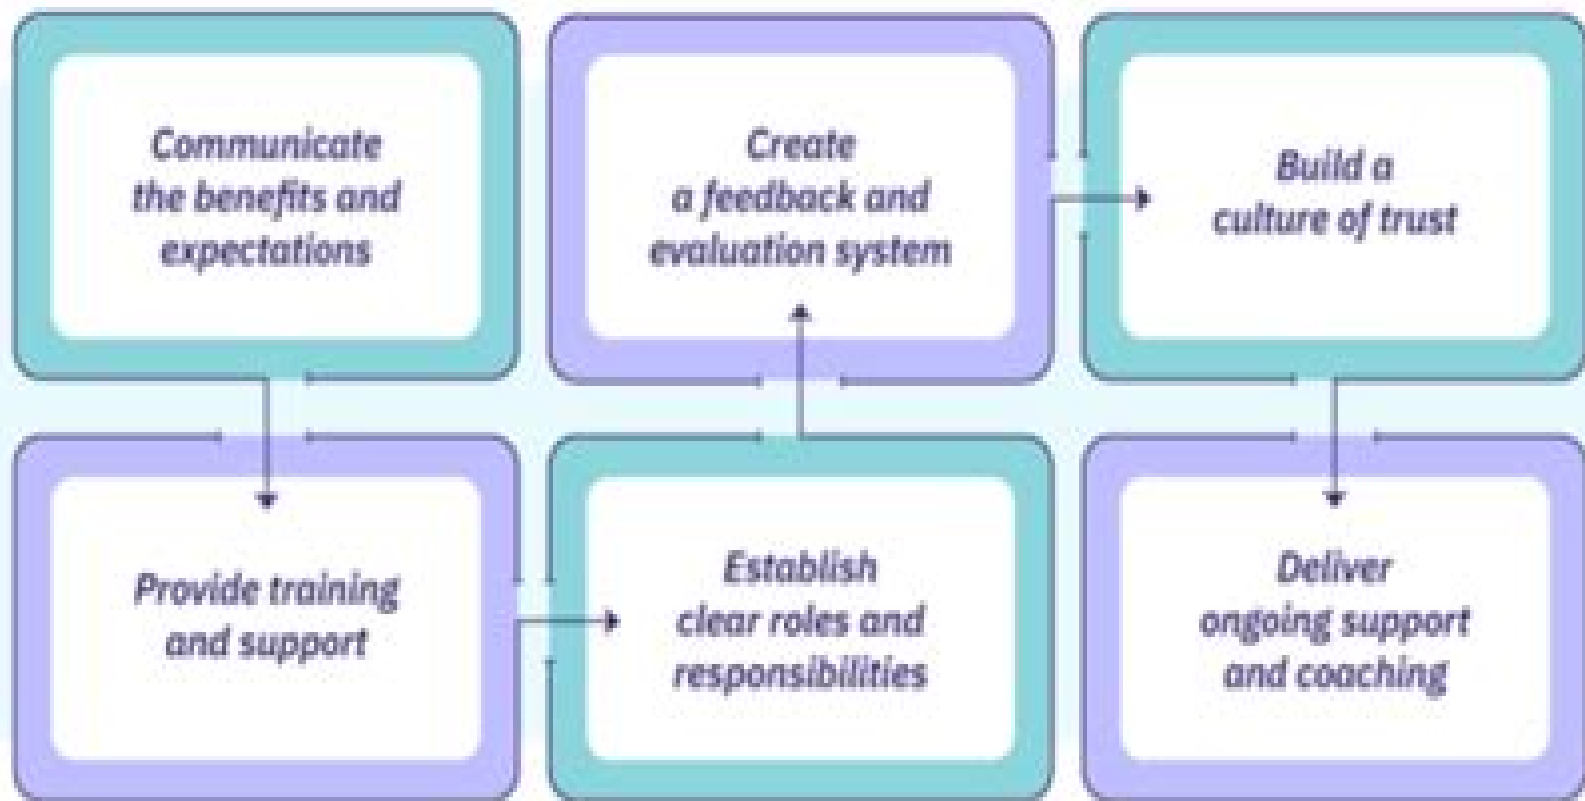 Communicate
the benefits and
expectations
Provide training
and support
Establish
clear roles and
responsibilities
Create
a feedback and
evaluation system
Build a
culture of trust
Deliver
ongoing support
and coaching